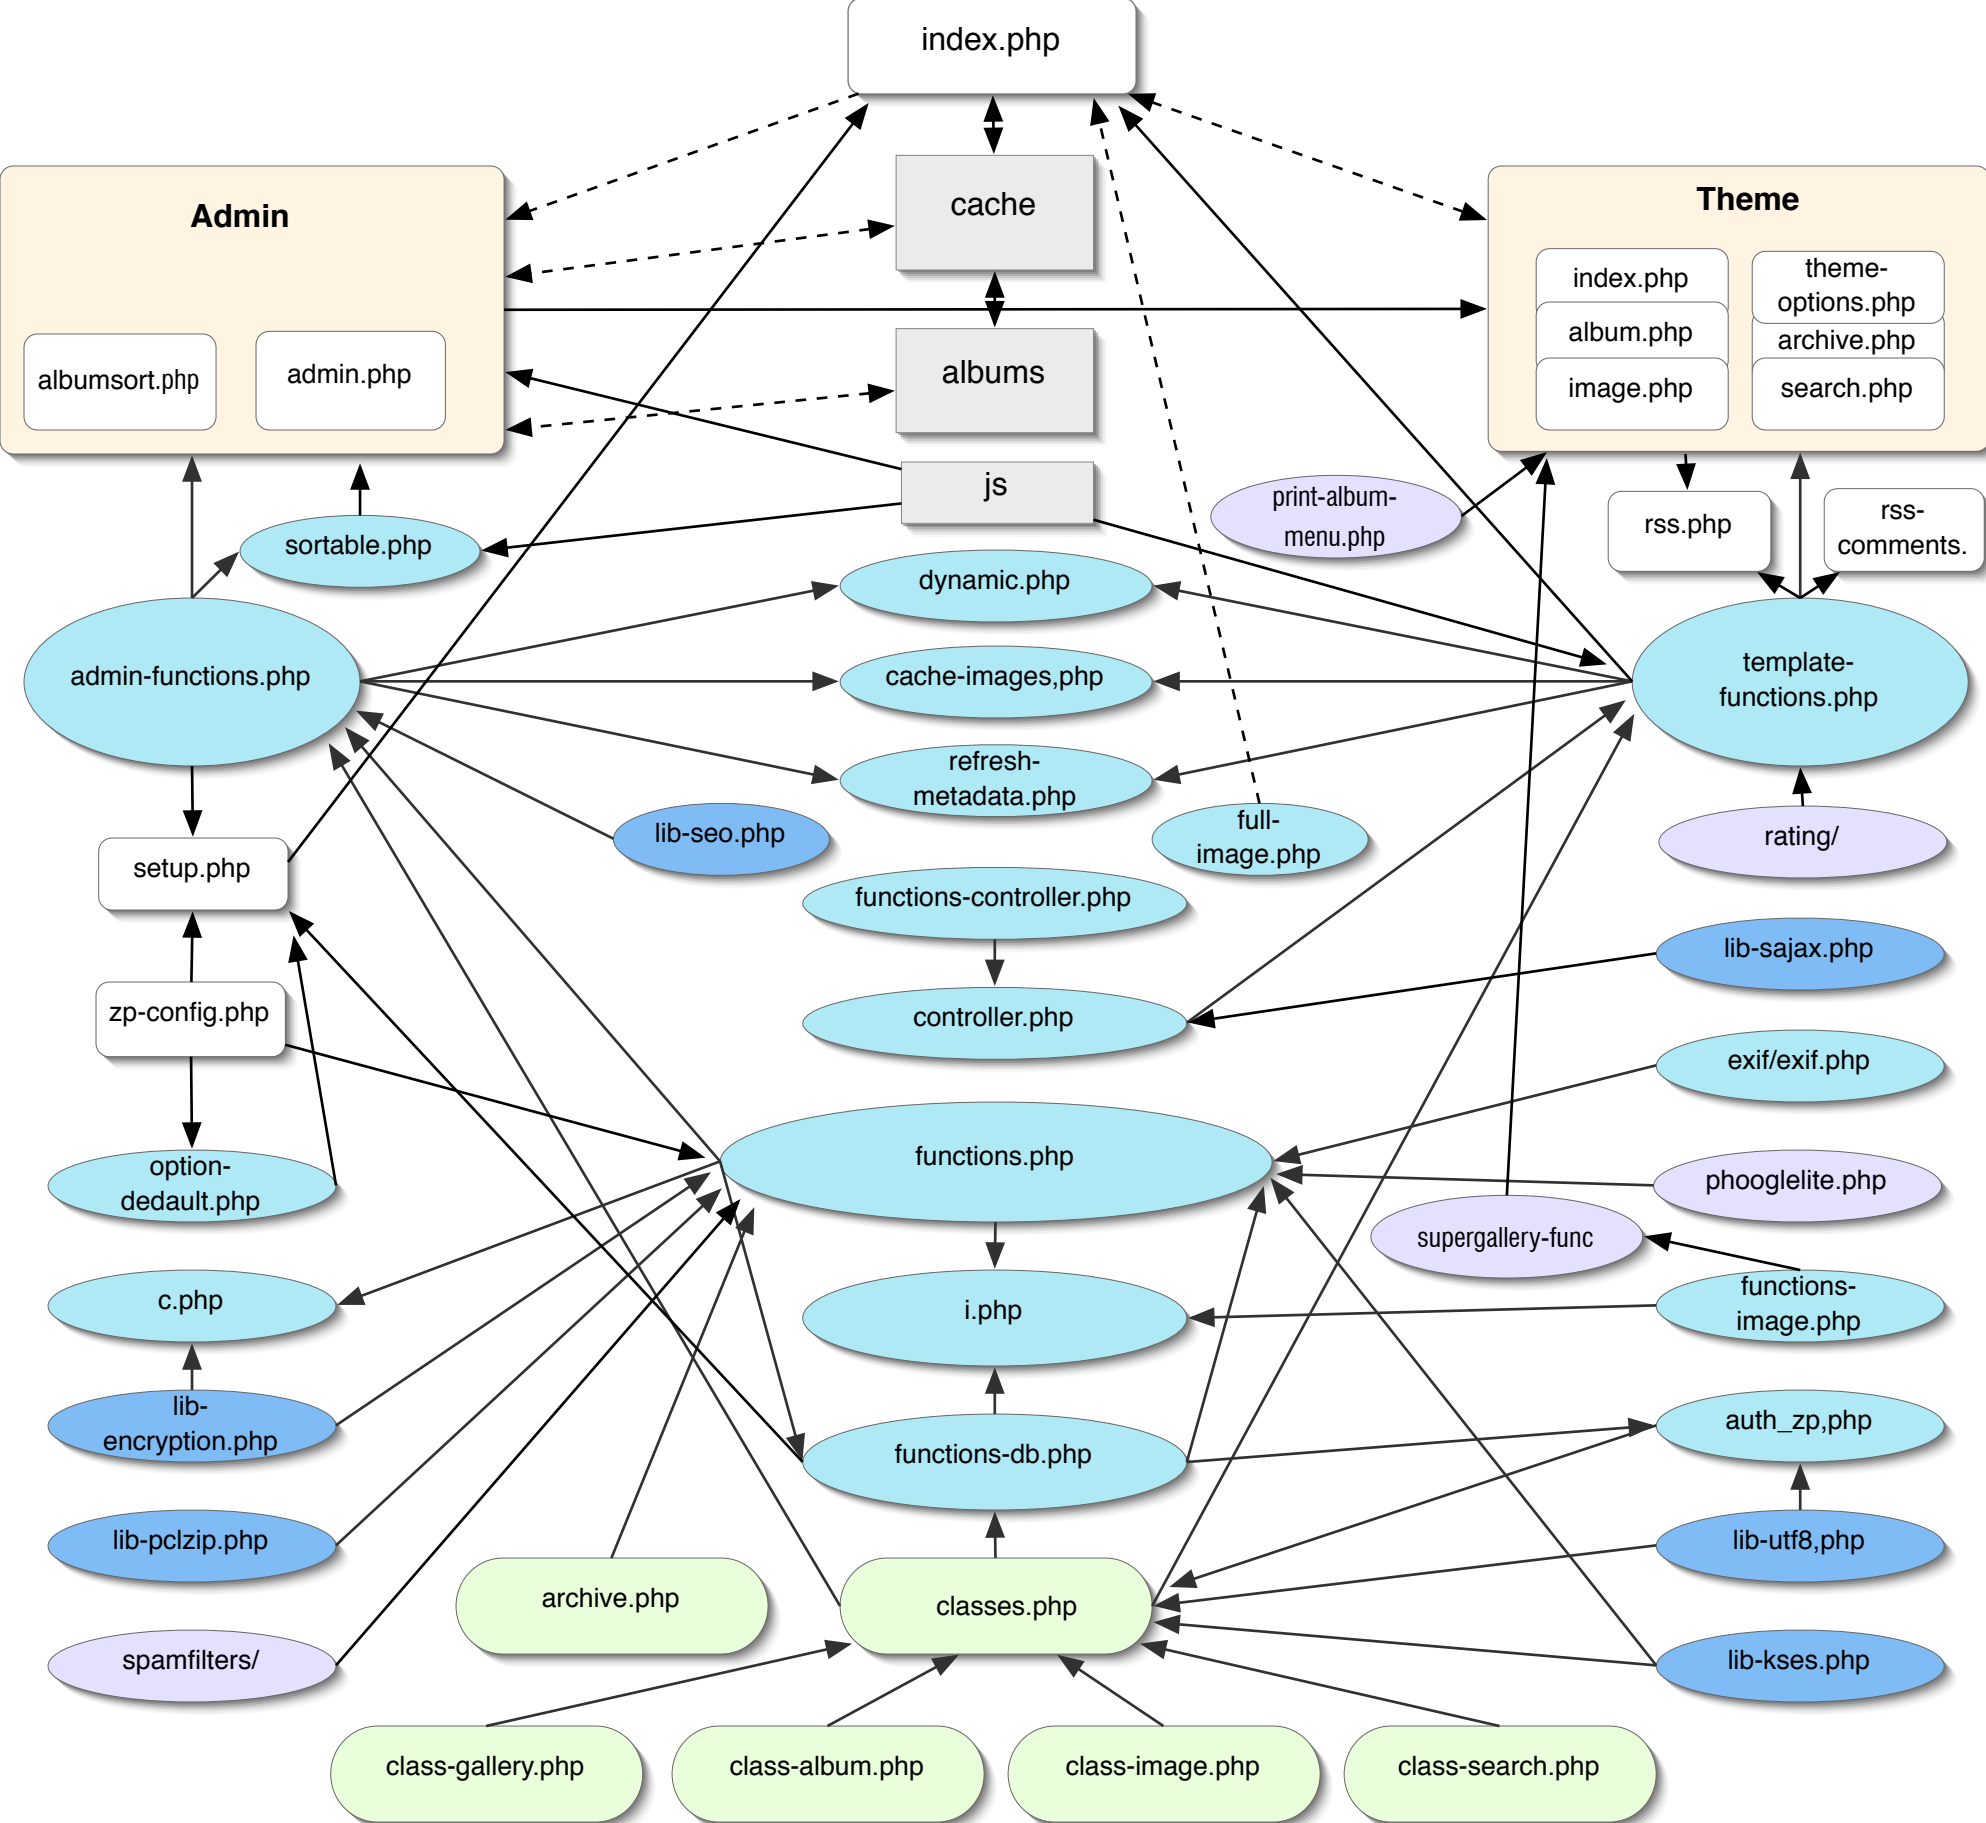 index.php
cache
Admin
Theme
index.php
theme-
options.php
album.php
archive.php
image.php
search.php
albumsort.php
admin.php
albums
js
print-album-
menu.php
rss.php
rss-
comments.
sortable.php
dynamic.php
admin-functions.php
cache-images,php
template-
functions.php
refresh-
metadata.php
lib-seo.php
full-
image.php
rating/
setup.php
functions-controller.php
lib-sajax.php
zp-config.php
controller.php
exif/exif.php
option-
dedault.php
functions.php
phooglelite.php
supergallery-func
c.php
i.php
functions-
image.php
lib-
encryption.php
functions-db.php
auth_zp,php
lib-pclzip.php
lib-utf8,php
archive.php
classes.php
spamfilters/
lib-kses.php
class-gallery.php
class-album.php
class-image.php
class-search.php